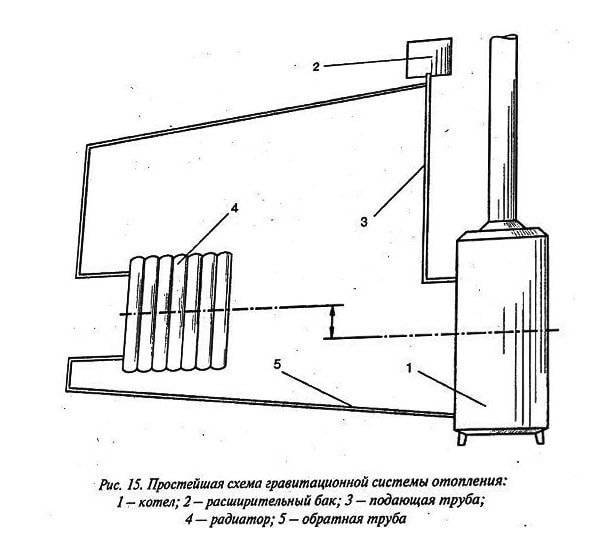 2
4
3
1
5
Рис. 15. Простейшая схема гравитационной системы отопления:
1 – котел; 2 – расширительный бак; 3 – подающая труба;
4 — радиатор; 5 – обратная труба